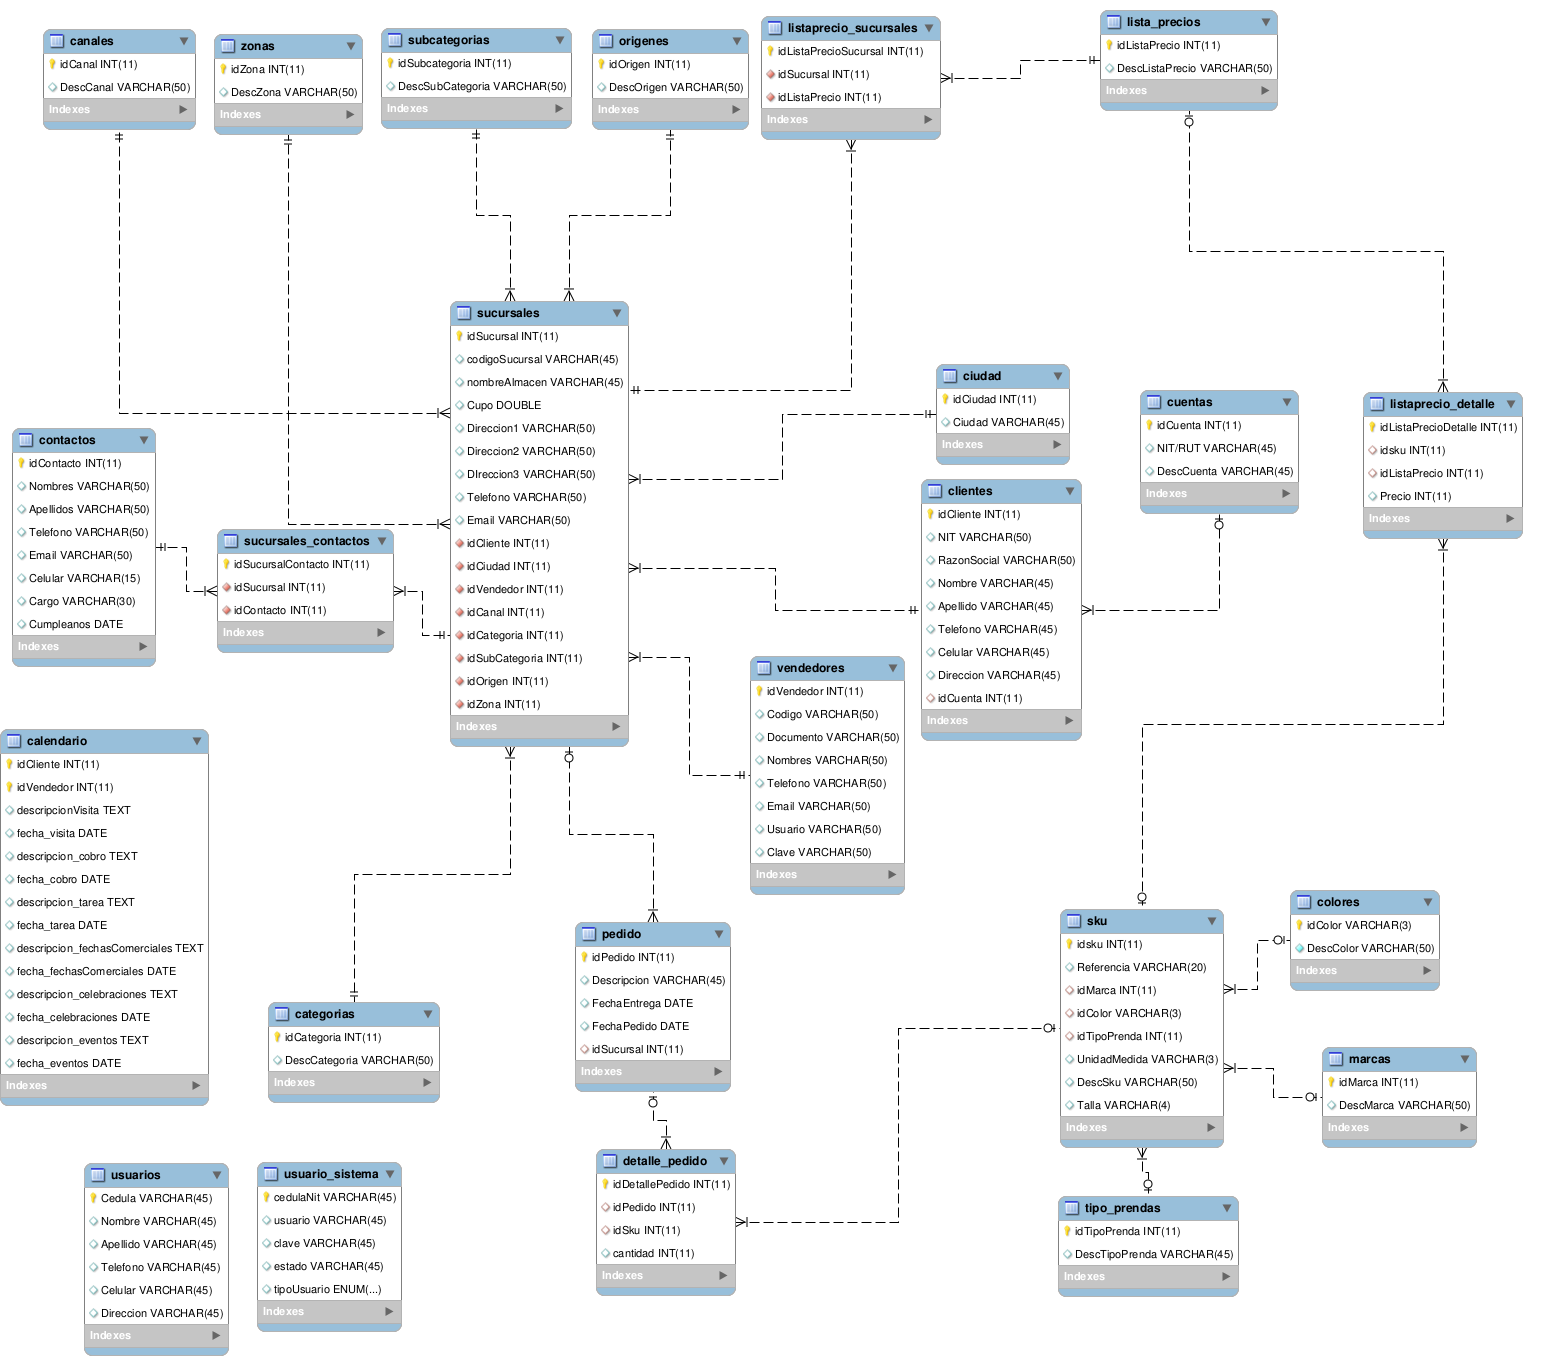 canales
idCanal INT(11)
DescCanal VARCHAR(50)
Indexes
zonas
idZona INT(11)
DescZona VARCHAR(50)
Indexes
subcategorias
idSubcategoria INT(11)
DescSubCategoria VARCHAR(50)
Indexes
origenes
idOrigen INT(11)
DescOrigen VARCHAR(50)
Indexes
listaprecio_sucursales
idListaPrecioSucursal INT(11)
idSucursal INT(11)
idListaPrecio INT(11)
Indexes
lista_precios
idListaPrecio INT(11)
DescListaPrecio VARCHAR(50)
Indexes
sucursales
idSucursal INT(11)
codigoSucursal VARCHAR(45)
nombreAlmacen VARCHAR(45)
Cupo DOUBLE
Direccion1 VARCHAR(50)
Direccion2 VARCHAR(50)
DIreccion3 VARCHAR(50)
Telefono VARCHAR(50)
Email VARCHAR(50)
idCliente INT(11)
idCiudad INT(11)
idVendedor INT(11)
idCanal INT(11)
idCategoria INT(11)
idSubCategoria INT(11)
idOrigen INT(11)
idZona INT(11)
Indexes
ciudad
idCiudad INT(11)
Ciudad VARCHAR(45)
Indexes
cuentas
idCuenta INT(11)
NIT/RUT VARCHAR(45)
DescCuenta VARCHAR(45)
Indexes
listaprecio_detalle
idListaPrecioDetalle INT(11)
idsku INT(11)
idListaPrecio INT(11)
Precio INT(11)
Indexes
contactos
idContacto INT(11)
Nombres VARCHAR(50)
Apellidos VARCHAR(50)
Telefono VARCHAR(50)
Email VARCHAR(50)
Celular VARCHAR(15)
Cargo VARCHAR(30)
Cumpleanos DATE
Indexes
sucursales_contactos
idSucursalContacto INT(11)
idSucursal INT(11)
idContacto INT(11)
Indexes
clientes
idCliente INT(11)
NIT VARCHAR(50)
RazonSocial VARCHAR(50)
Nombre VARCHAR(45)
Apellido VARCHAR(45)
Telefono VARCHAR(45)
Celular VARCHAR(45)
Direccion VARCHAR(45)
idCuenta INT(11)
Indexes
vendedores
idVendedor INT(11)
Codigo VARCHAR(50)
Documento VARCHAR(50)
Nombres VARCHAR(50)
Telefono VARCHAR(50)
Email VARCHAR(50)
Usuario VARCHAR(50)
Clave VARCHAR(50)
Indexes
calendario
idCliente INT(11)
idVendedor INT(11)
descripcionVisita TEXT
fecha_visita DATE
descripcion_cobro TEXT
fecha_cobro DATE
descripcion_tarea TEXT
fecha_tarea DATE
descripcion_fechasComerciales TEXT
fecha_fechasComerciales DATE
descripcion_celebraciones TEXT
fecha_celebraciones DATE
descripcion_eventos TEXT
fecha_eventos DATE
Indexes
categorias
idCategoria INT(11)
DescCategoria VARCHAR(50)
Indexes
pedido
idPedido INT(11)
Descripcion VARCHAR(45)
FechaEntrega DATE
FechaPedido DATE
idSucursal INT(11)
Indexes
sku
idsku INT(11)
Referencia VARCHAR(20)
idMarca INT(11)
idColor VARCHAR(3)
idTipoPrenda INT(11)
UnidadMedida VARCHAR(3)
DescSku VARCHAR(50)
Talla VARCHAR(4)
Indexes
colores
idColor VARCHAR(3)
DescColor VARCHAR(50)
Indexes
marcas
idMarca INT(11)
DescMarca VARCHAR(50)
Indexes
usuarios
Cedula VARCHAR(45)
Nombre VARCHAR(45)
Apellido VARCHAR(45)
Telefono VARCHAR(45)
Celular VARCHAR(45)
Direccion VARCHAR(45)
Indexes
usuario_sistema
cedulaNit VARCHAR(45)
usuario VARCHAR(45)
clave VARCHAR(45)
estado VARCHAR(45)
tipoUsuario ENUM(...)
Indexes
detalle_pedido
idDetallePedido INT(11)
idPedido INT(11)
idSku INT(11)
cantidad INT(11)
Indexes
tipo_prendas
idTipoPrenda INT(11)
DescTipoPrenda VARCHAR(45)
Indexes